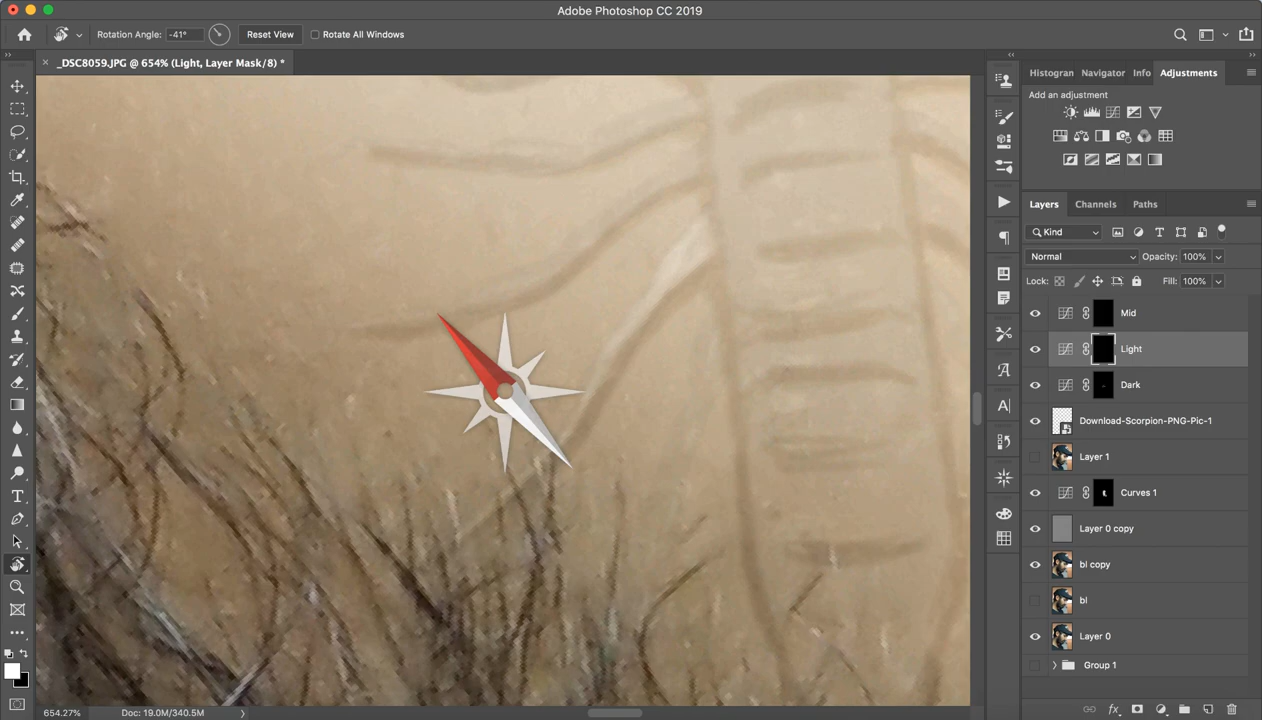 Adobe Photoshop CC 2019
Rotation Angle: -41° Reset View Rotate All Windows
× _DSC8059.JPG @ 654% (Light, Layer Mask/8) *
Histogran Navigator Info Adjustments
Add an adjustment
Layers Channels Paths
Kind
Normal Opacity: 100%
Lock: Fill: 100%
Mid
Light
Dark
Download-Scorpion-PNG-Pic-1
Layer 1
Curves 1
Layer 0 copy
bl copy
bl
Layer 0
Group 1
654.27% Doc: 19.0M/340.5M